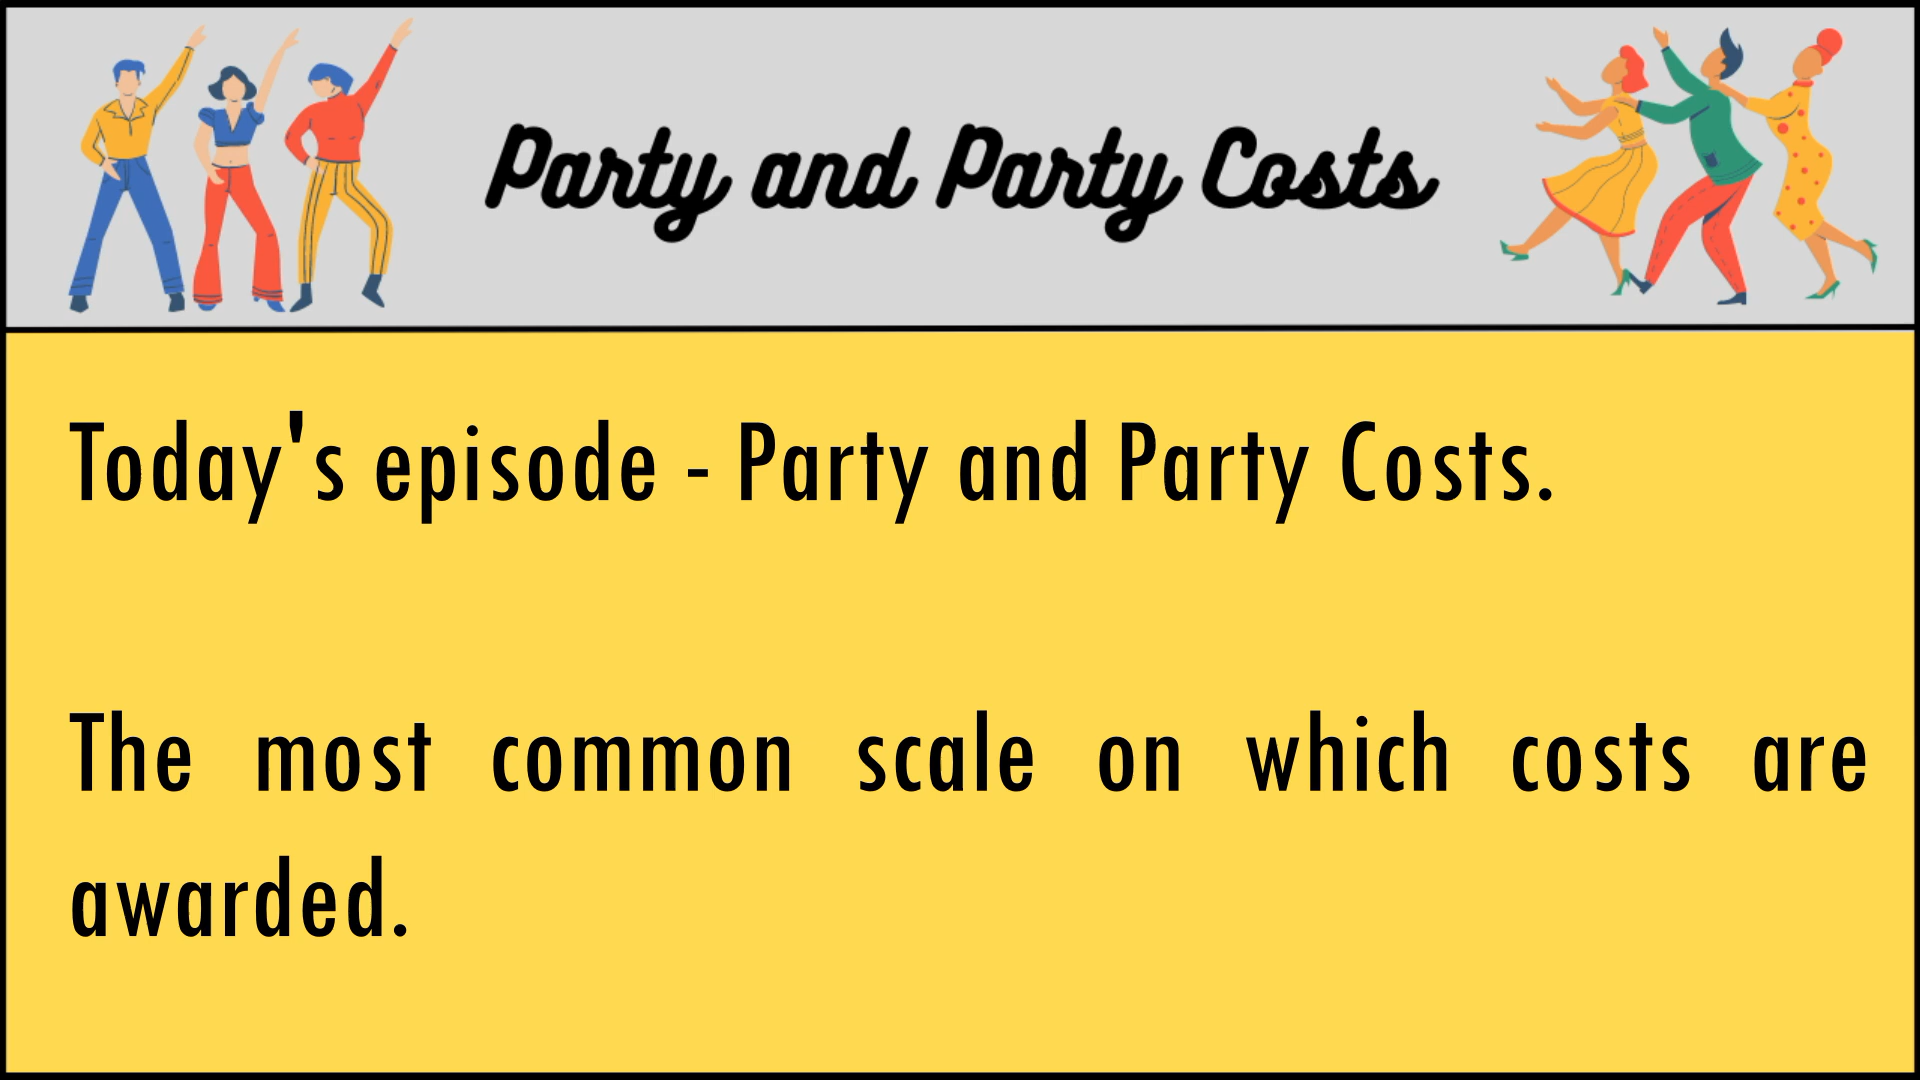 Party and Party Costs
Today's episode - Party and Party Costs.
The most common scale on which costs are
awarded.